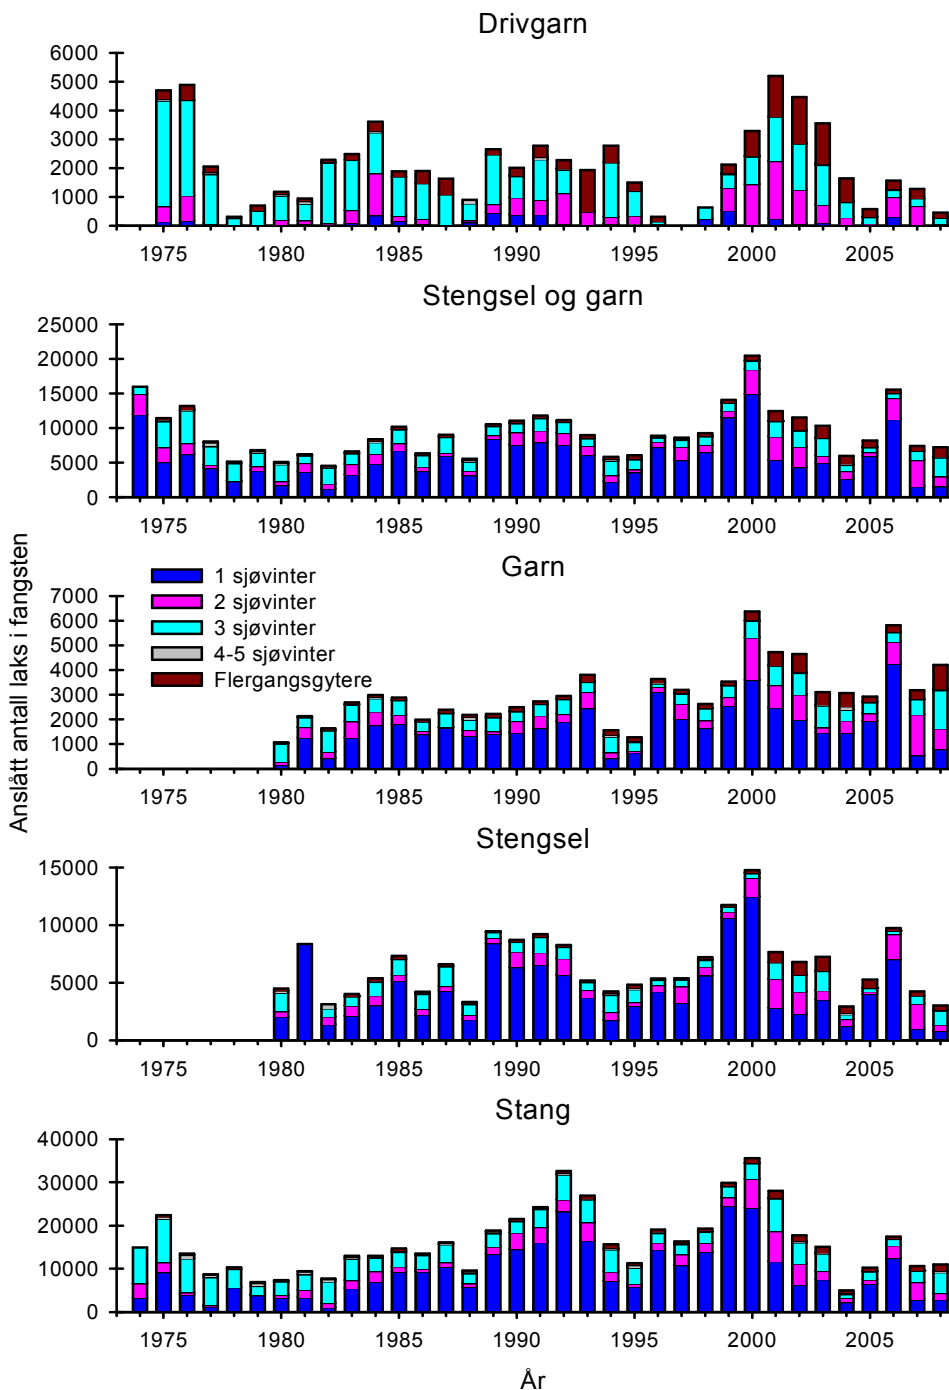 Drivgarn
6000
5000
4000
3000
2000
1000
0
1975 1980 1985 1990 1995 2000 2005
Stengsel og garn
25000
20000
15000
10000
5000
0
1975 1980 1985 1990 1995 2000 2005
Anslått antall laks i fangsten
Garn
1 sjøvinter
2 sjøvinter
3 sjøvinter
4-5 sjøvinter
Flergangsgytere
7000
6000
5000
4000
3000
2000
1000
0
1975 1980 1985 1990 1995 2000 2005
Stengsel
15000
10000
5000
0
1975 1980 1985 1990 1995 2000 2005
Stang
40000
30000
20000
10000
0
1975 1980 1985 1990 1995 2000 2005
År